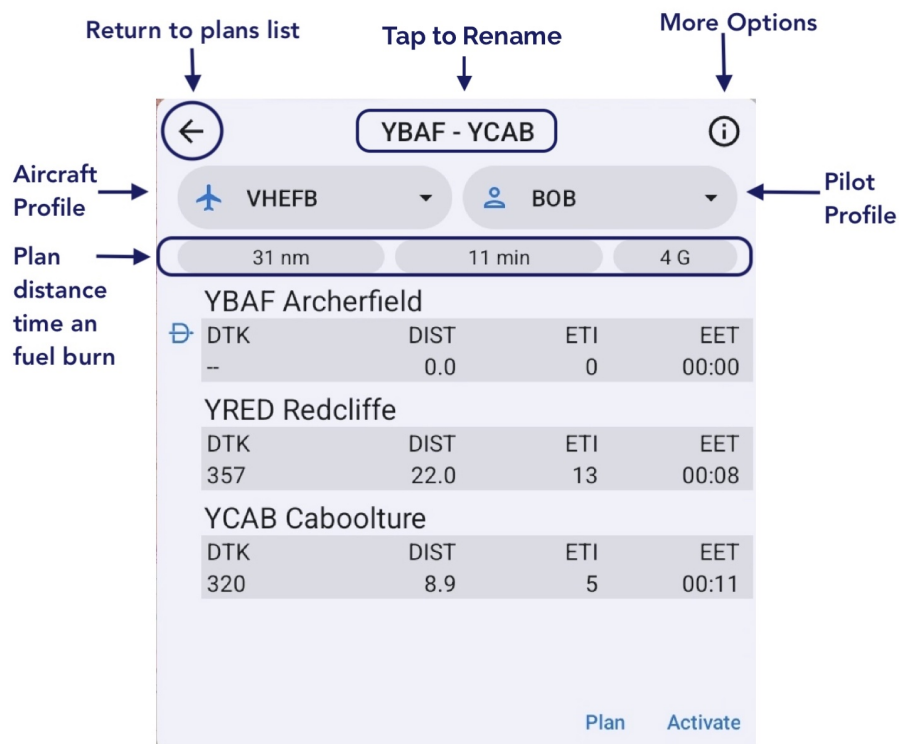 Return to plans list
Tap to Rename
More Options
YBAF - YCAB
Aircraft
Profile
VHEFB
BOB
Pilot
Profile
Plan
distance
time an
fuel burn
31 nm
11 min
4 G
YBAF Archerfield
DTK DIST ETI EET
-- 0.0 0 00:00
YRED Redcliffe
DTK DIST ETI EET
357 22.0 13 00:08
YCAB Caboolture
DTK DIST ETI EET
320 8.9 5 00:11
Plan Activate